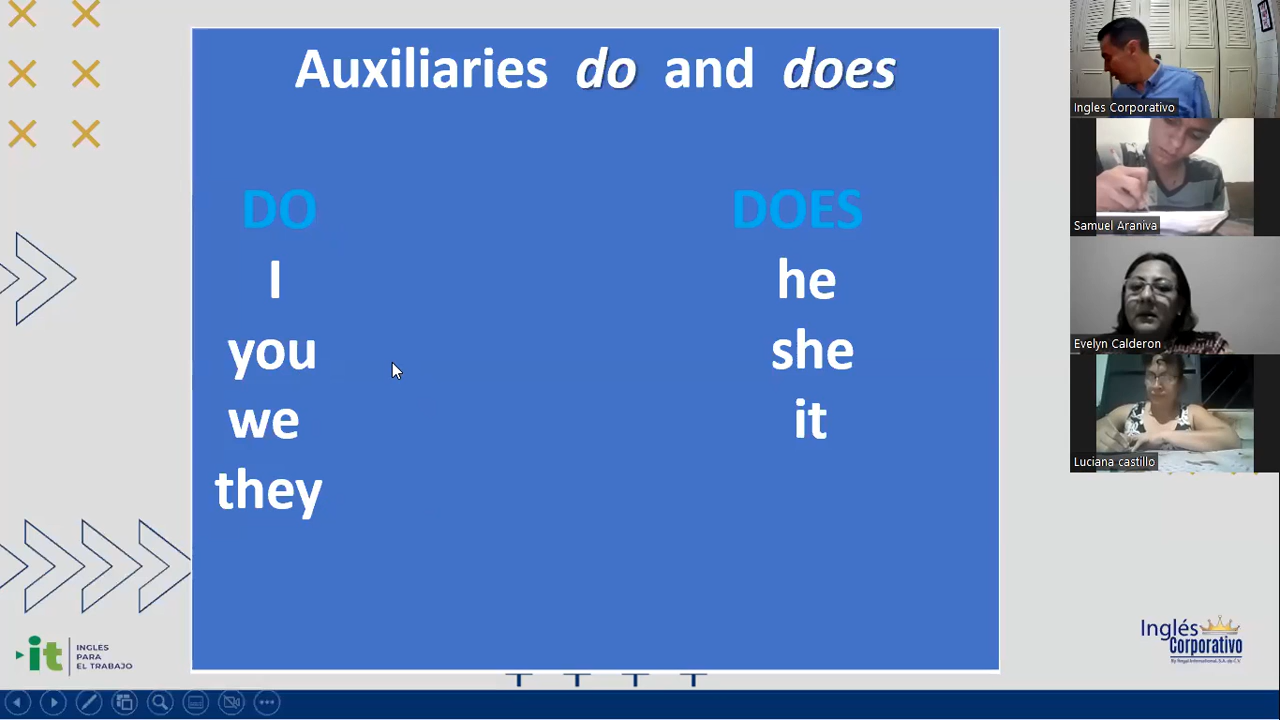 Auxiliaries do and does
DO
I
you
we
they
DOES
he
she
it
Ingles Corporativo
Samuel Araniva
Evelyn Calderon
Luciana castillo
it
INGLES
PARA
EL TRABAJO
Inglés
Corporativo